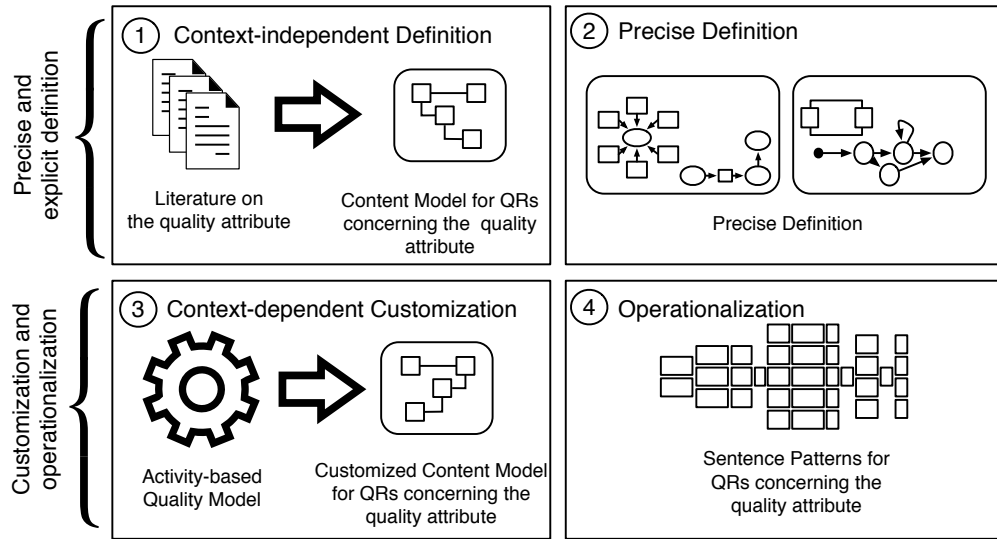 Precise and
explicit definition
1 Context-independent Definition
Literature on
the quality attribute
Content Model for QRs
concerning the quality
attribute
2 Precise Definition
Precise Definition
Customization and
operationalization
3 Context-dependent Customization
Activity-based
Quality Model
Customized Content Model
for QRs concerning the
quality attribute
4 Operationalization
Sentence Patterns for
QRs concerning the
quality attribute